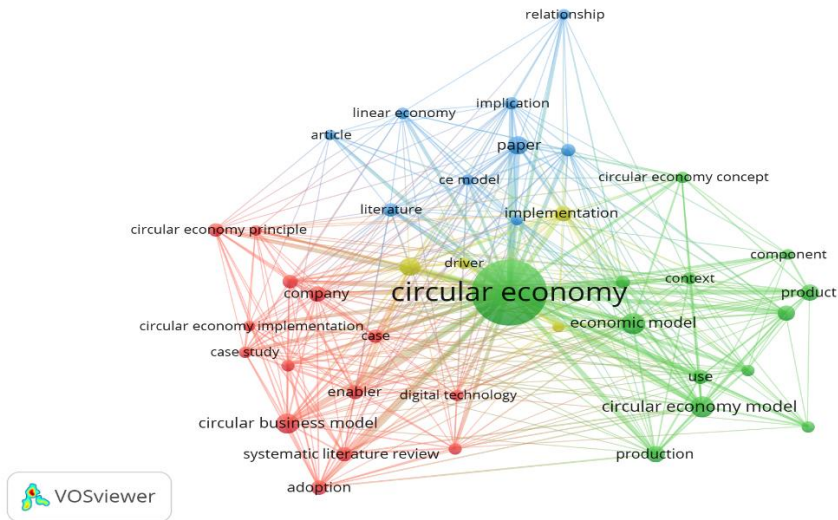 relationship
implication
linear economy
article
paper
ce model
circular economy concept
literature
implementation
circular economy principle
component
driver
context
circular economy
company
product
circular economy implementation
economic model
case
case study
use
enabler
digital technology
circular economy model
circular business model
systematic literature review
production
adoption
VOSviewer